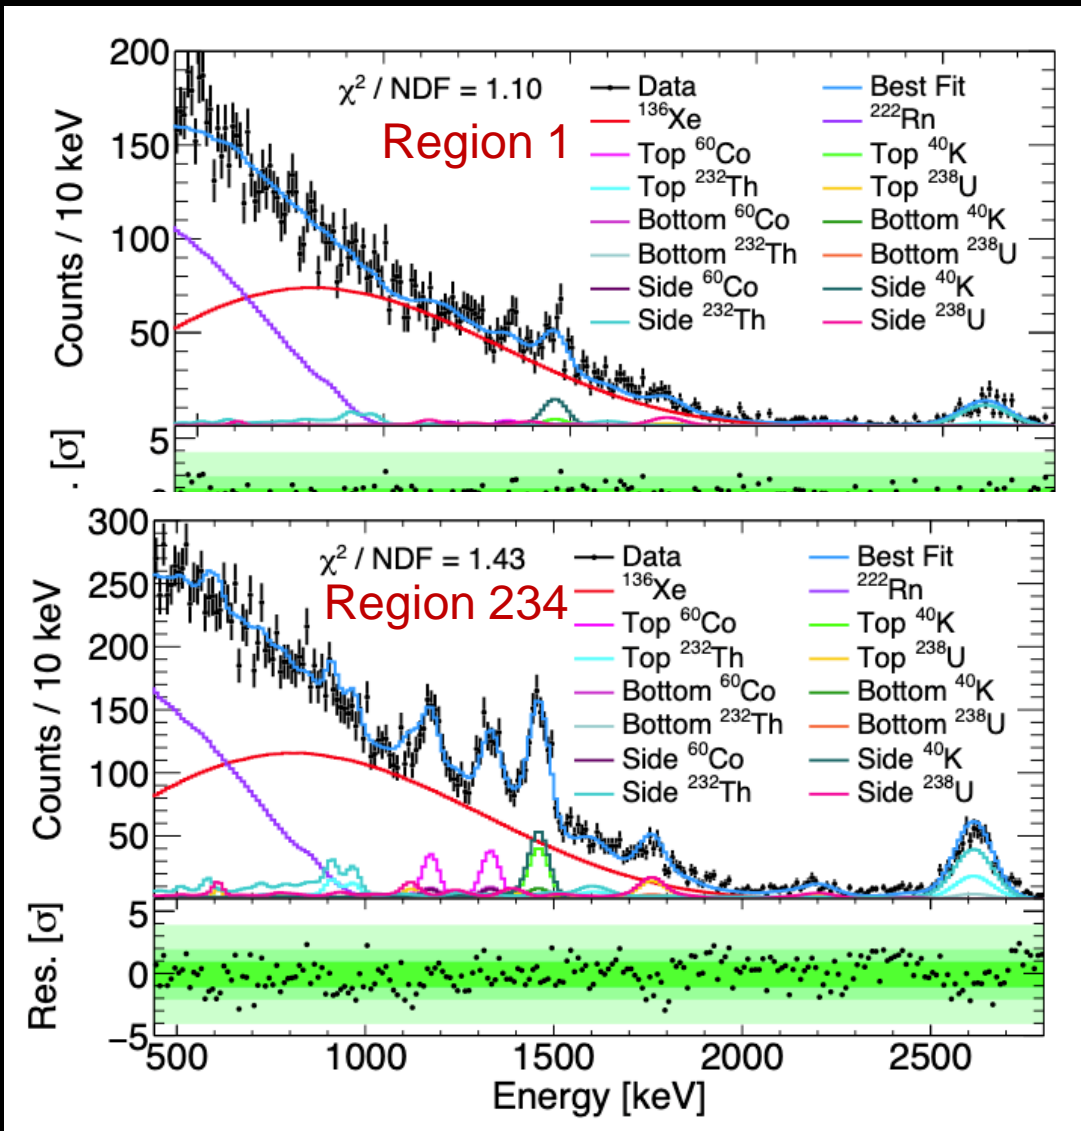 200
150
100
50
Counts / 10 keV
χ² / NDF = 1.10
Region 1
Data
Best Fit
¹³⁶Xe
²²²Rn
Top ⁶⁰Co
Top ⁴⁰K
Top ²³²Th
Top ²³⁸U
Bottom ⁶⁰Co
Bottom ⁴⁰K
Bottom ²³²Th
Bottom ²³⁸U
Side ⁶⁰Co
Side ⁴⁰K
Side ²³²Th
Side ²³⁸U
5
. [σ]
300
250
200
150
100
50
Counts / 10 keV
χ² / NDF = 1.43
Region 234
Data
Best Fit
¹³⁶Xe
²²²Rn
Top ⁶⁰Co
Top ⁴⁰K
Top ²³²Th
Top ²³⁸U
Bottom ⁶⁰Co
Bottom ⁴⁰K
Bottom ²³²Th
Bottom ²³⁸U
Side ⁶⁰Co
Side ⁴⁰K
Side ²³²Th
Side ²³⁸U
5
0
−5
Res. [σ]
500 1000 1500 2000 2500
Energy [keV]